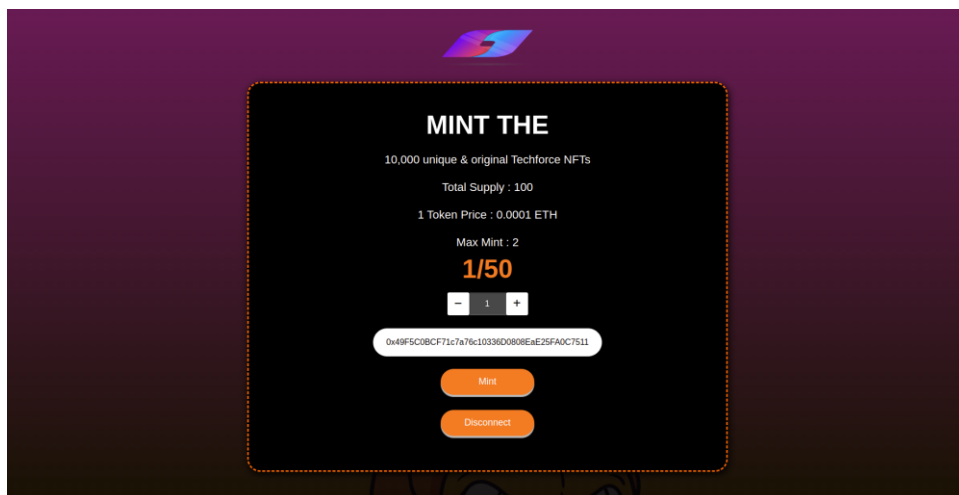 MINT THE
10,000 unique & original Techforce NFTs
Total Supply : 100
1 Token Price : 0.0001 ETH
Max Mint : 2
1/50
− 1 +
0x49F5C0BCF71c7a76c10336D0808EaE25FA0C7511
Mint
Disconnect